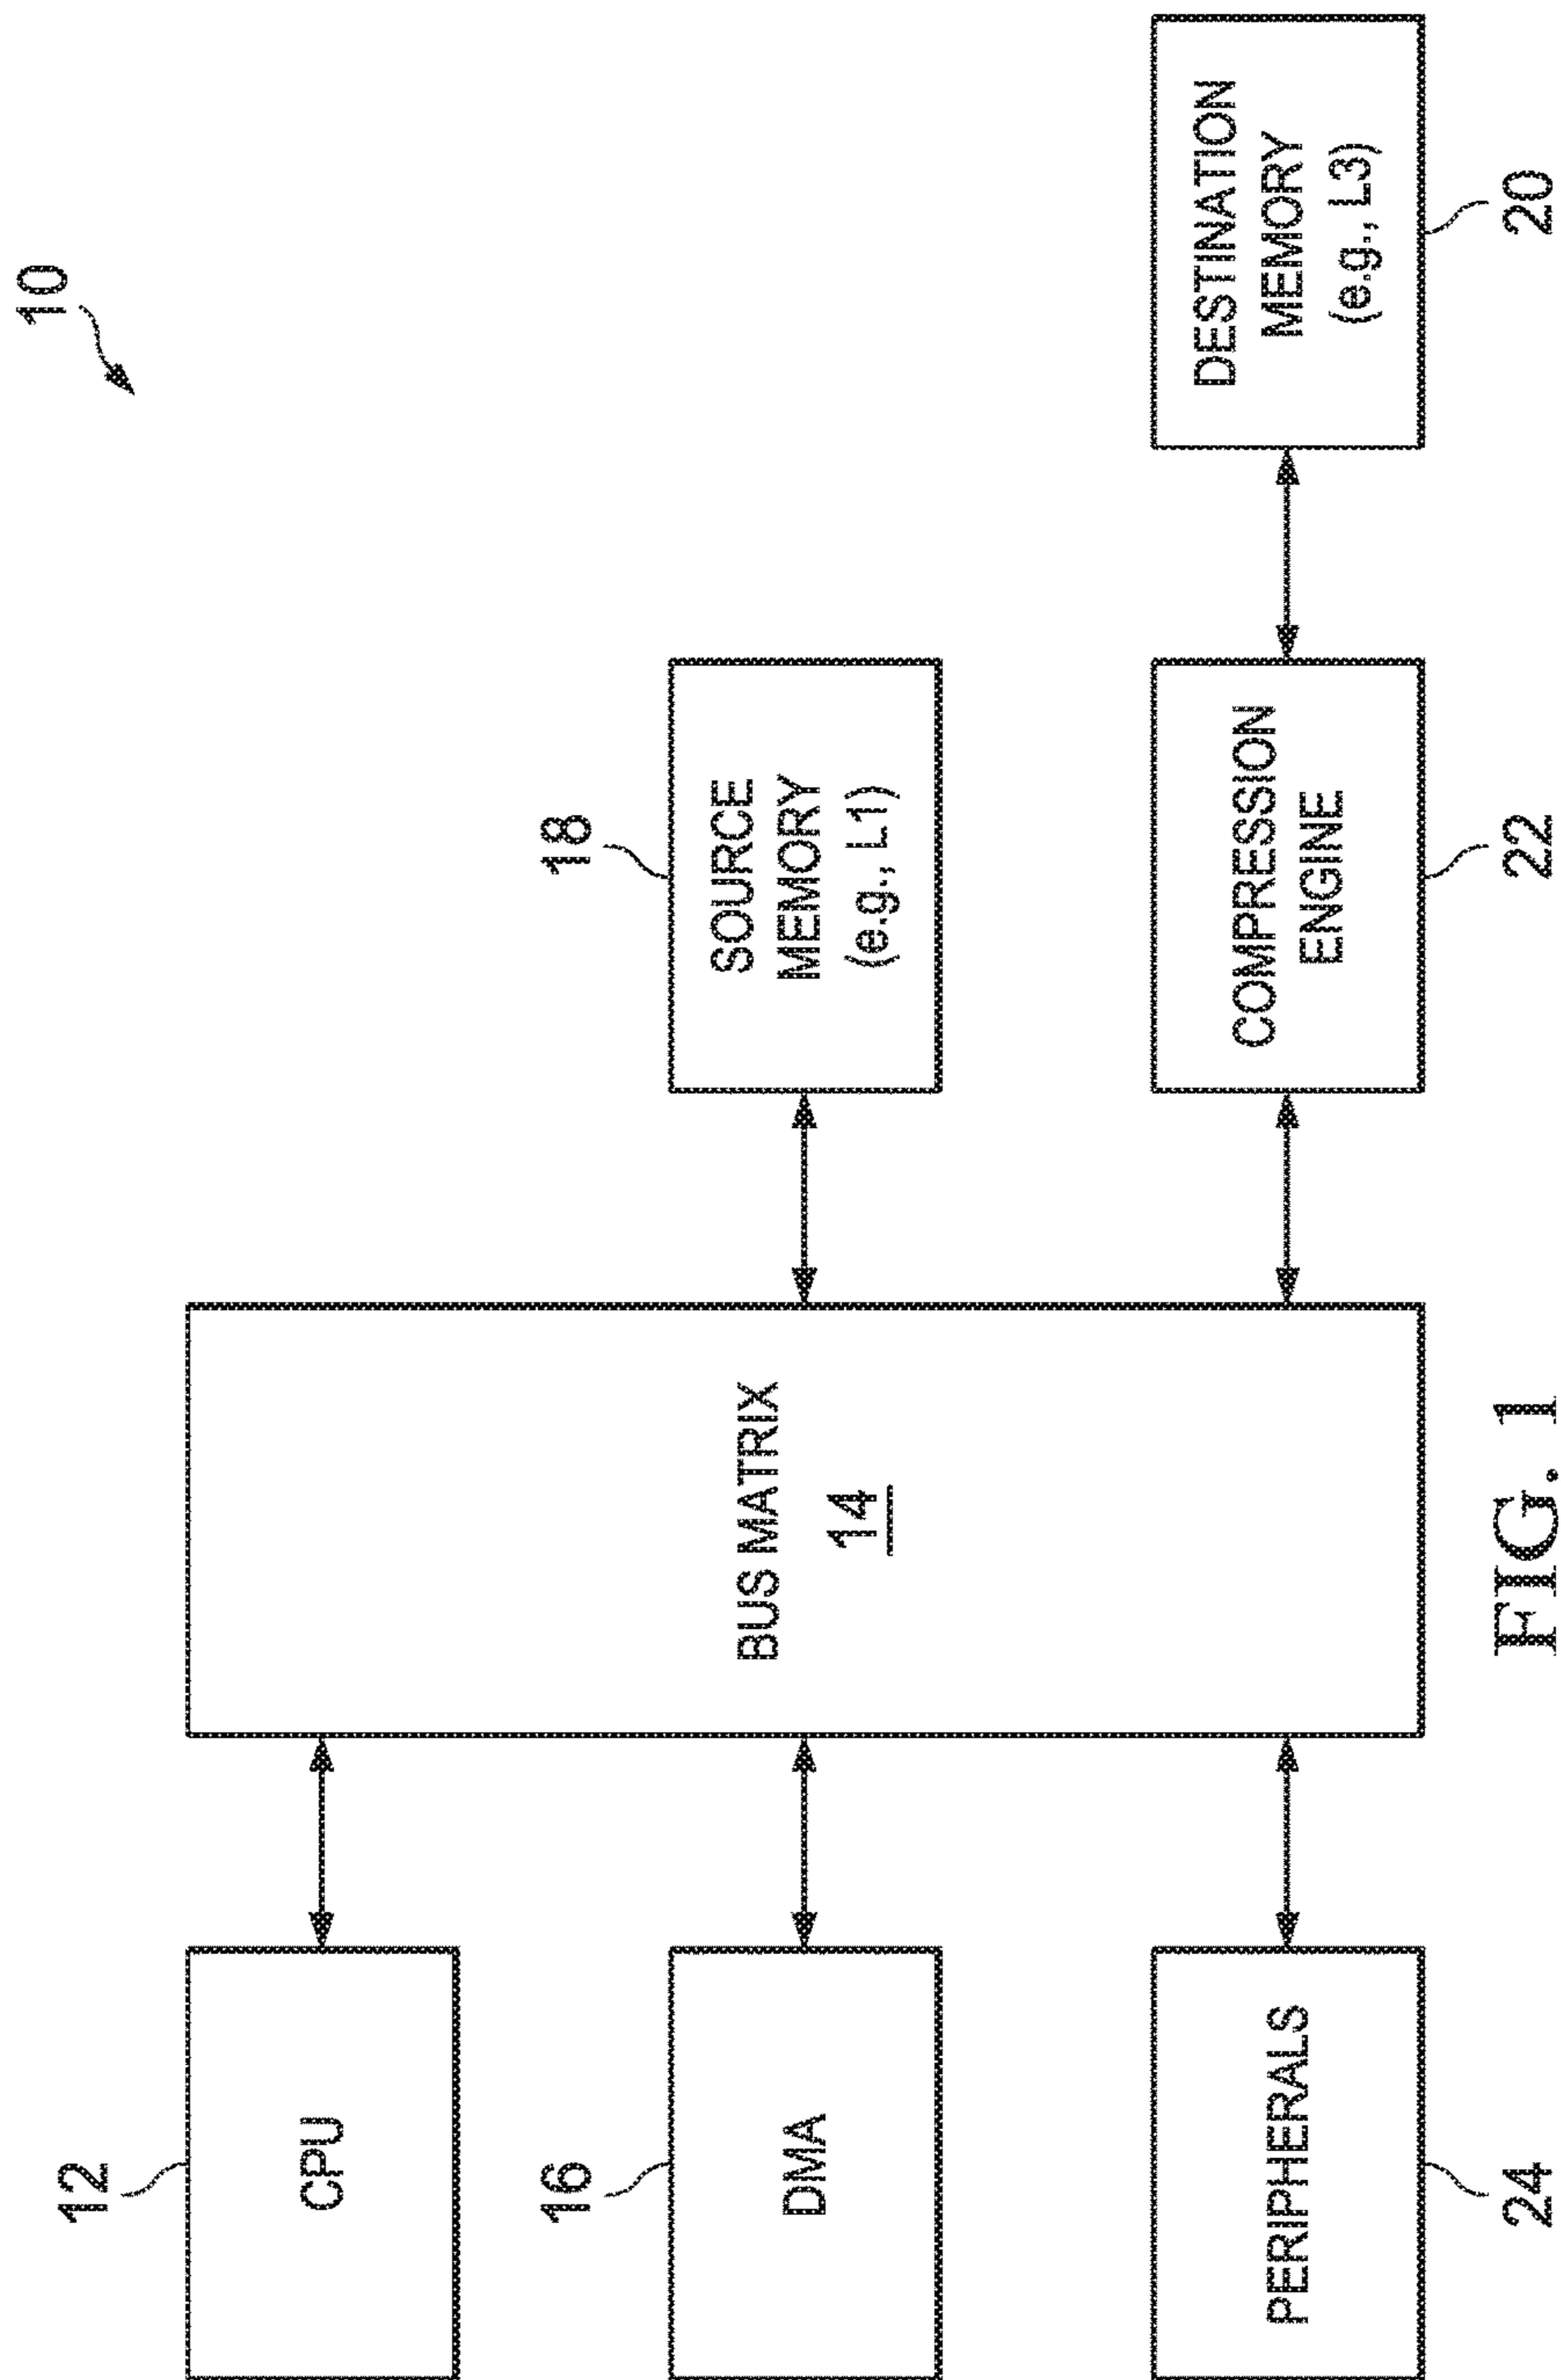 10
12
CPU
16
DMA
PERIPHERALS
24
BUS MATRIX
14
18
SOURCE
MEMORY
(e.g., L1)
COMPRESSION
ENGINE
22
DESTINATION
MEMORY
(e.g., L3)
20
FIG. 1